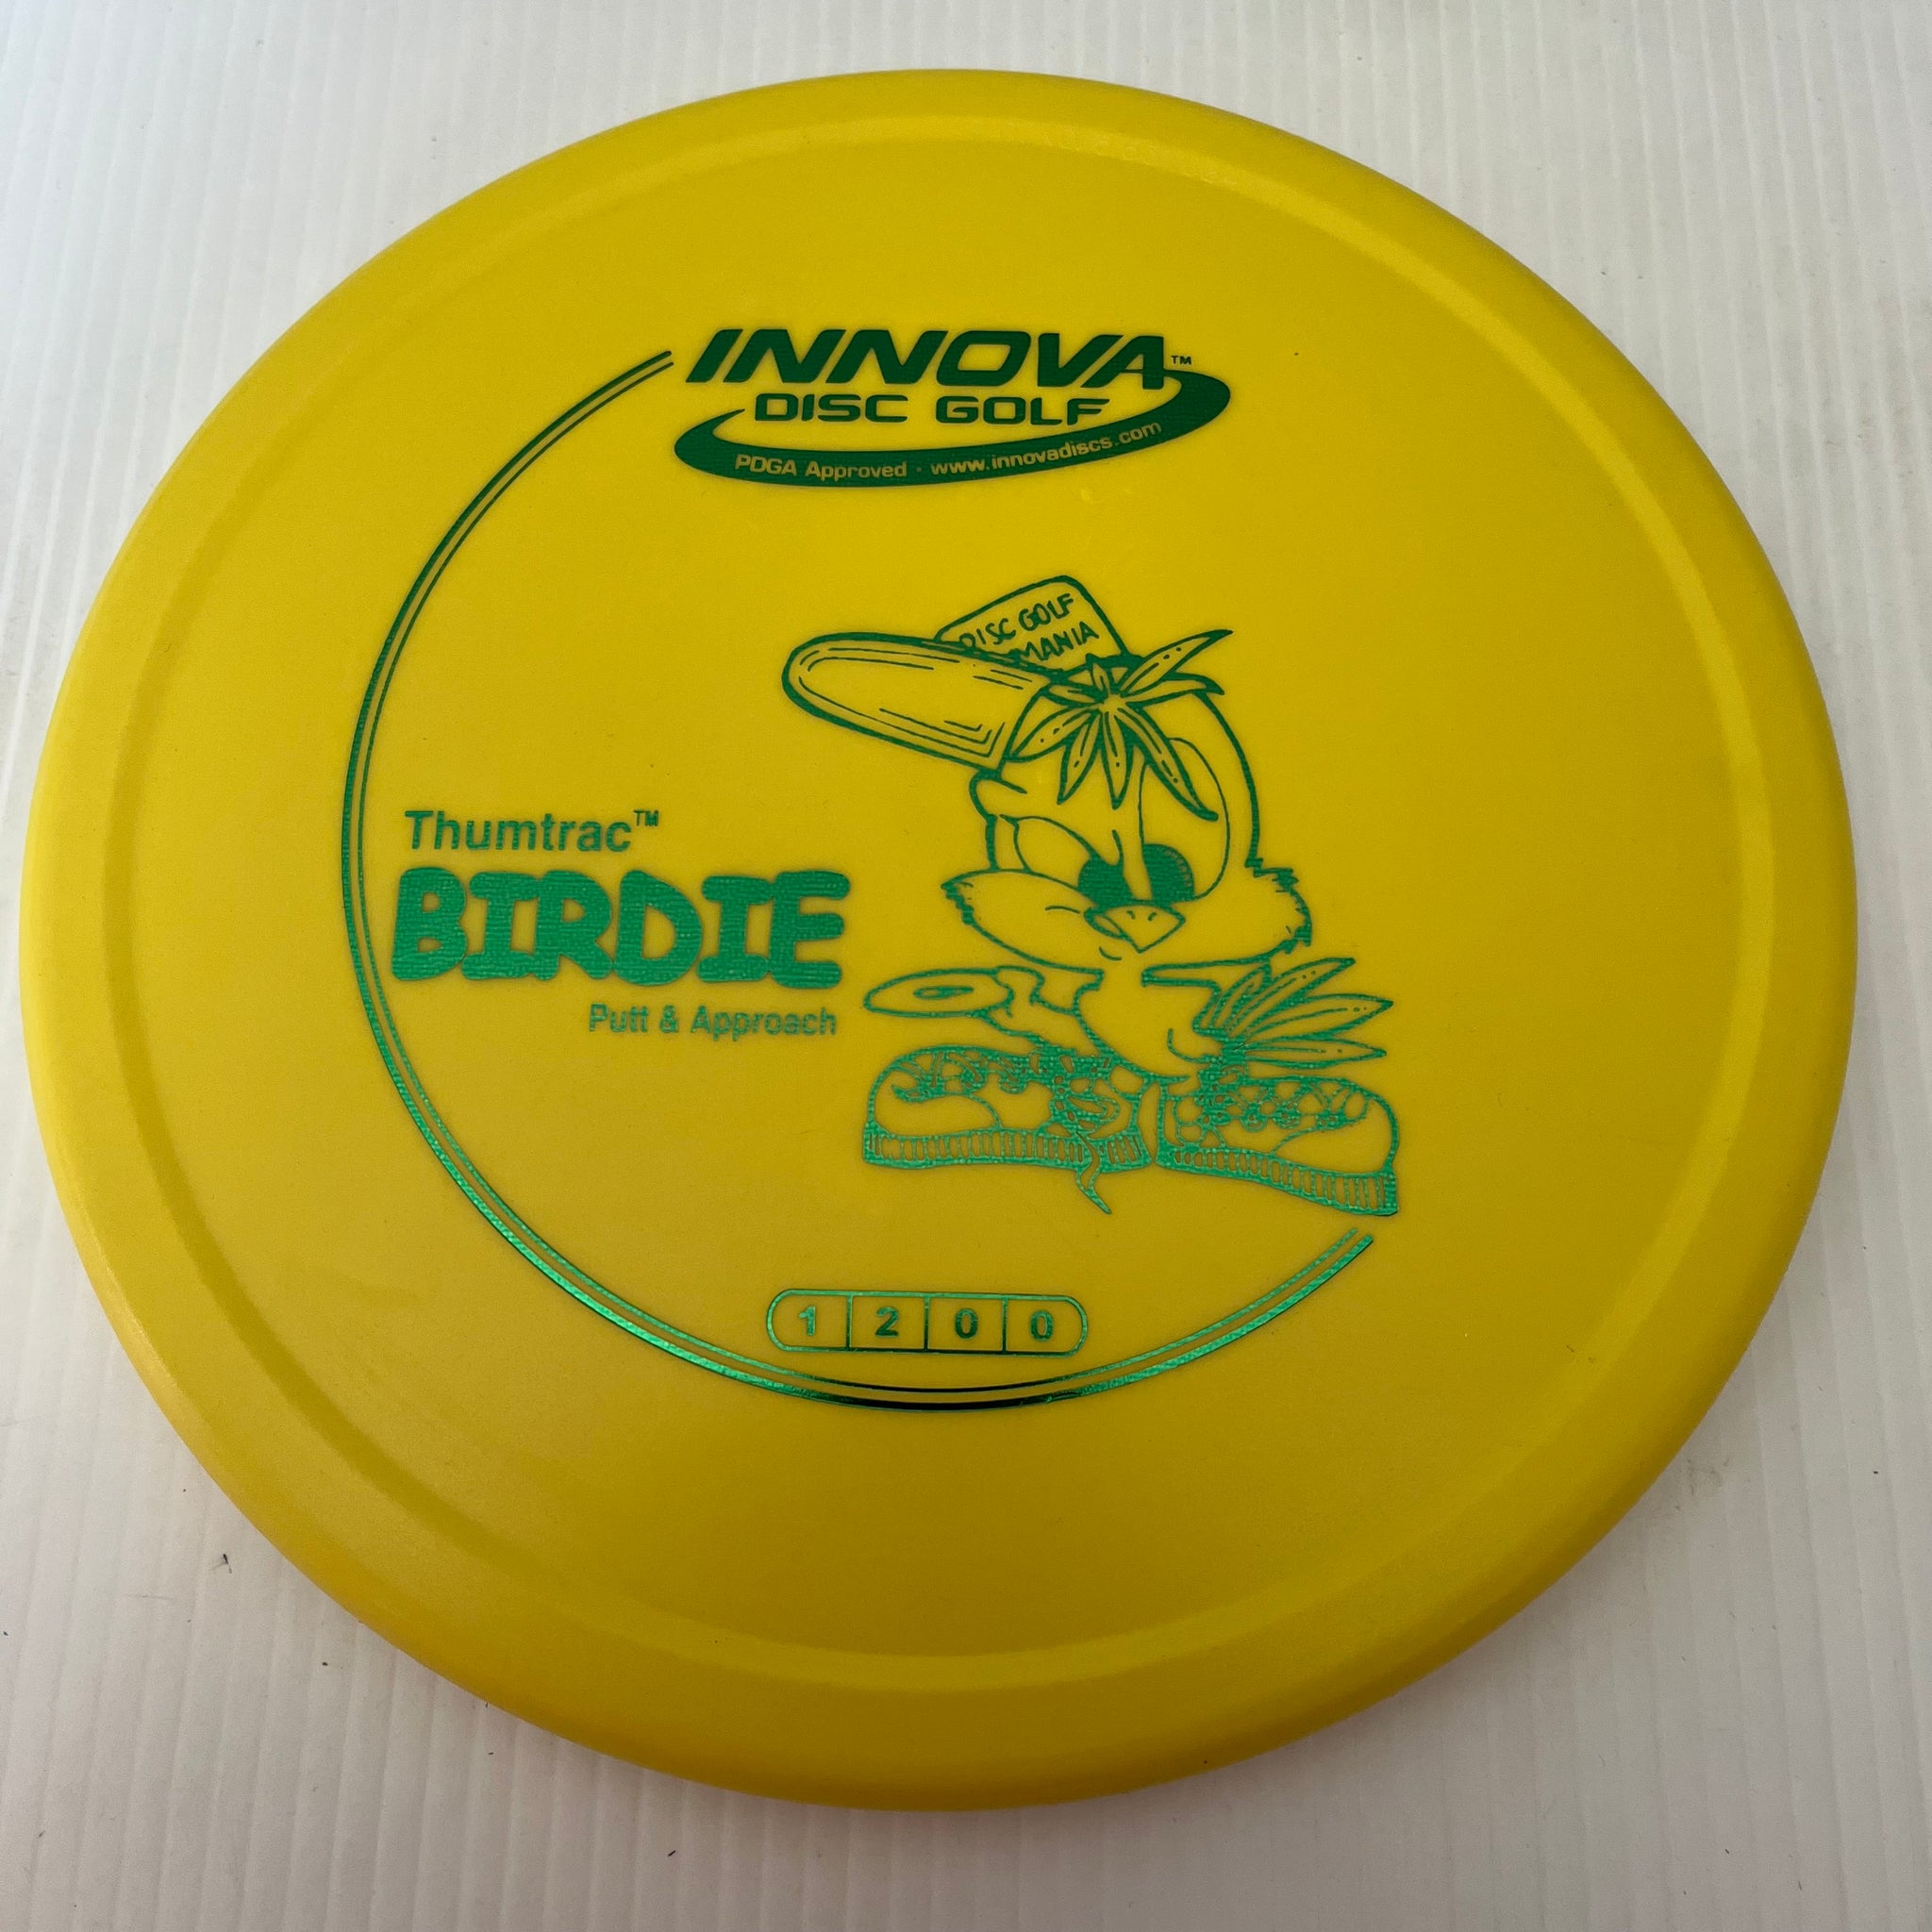 INNOVA™
DISC GOLF
PDGA Approved · www.innovadiscs.com
DISC GOLF
MANIA
Thumtrac™
BIRDIE
Putt & Approach
1 2 0 0